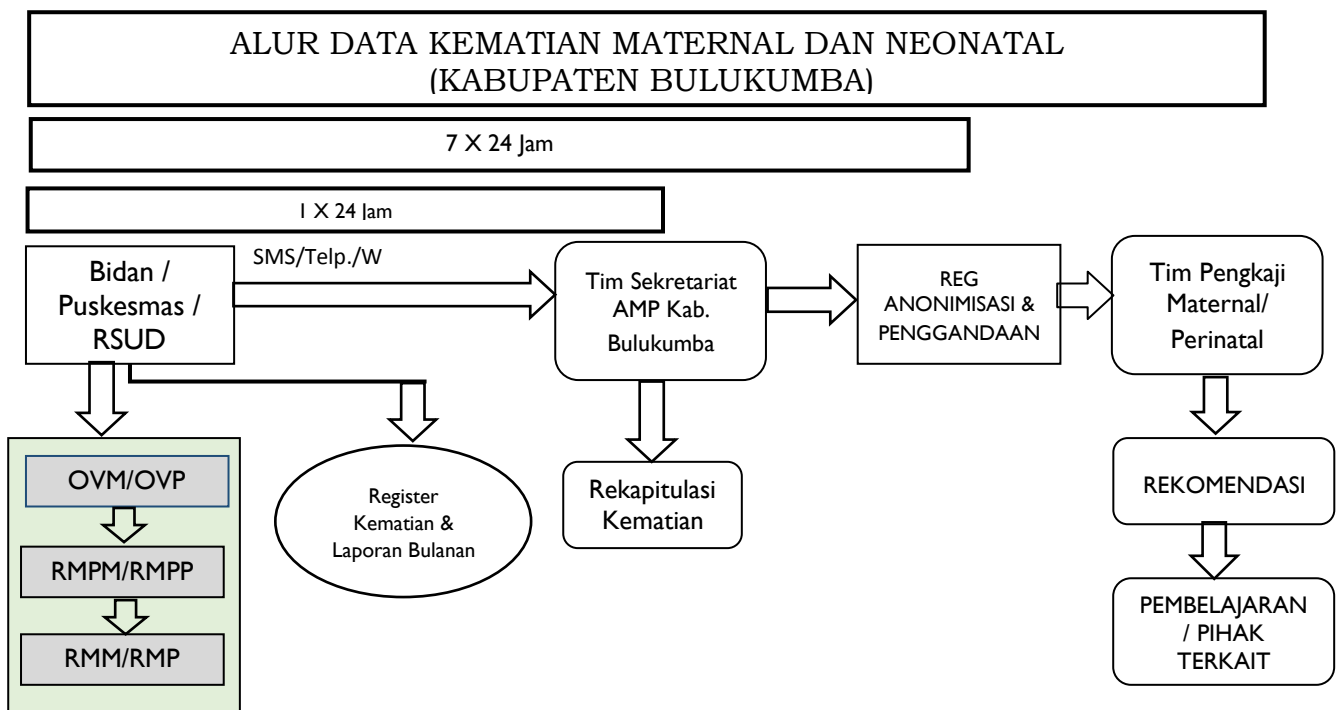 ALUR DATA KEMATIAN MATERNAL DAN NEONATAL
(KABUPATEN BULUKUMBA)
7 X 24 Jam
1 X 24 Jam
Bidan /
Puskesmas /
RSUD
SMS/Telp./W
Tim Sekretariat
AMP Kab.
Bulukumba
REG
ANONIMISASI &
PENGGANDAAN
Tim Pengkaji
Maternal/
Perinatal
OVM/OVP
RMPM/RMPP
RMM/RMP
Register
Kematian &
Laporan Bulanan
Rekapitulasi
Kematian
REKOMENDASI
PEMBELAJARAN
/ PIHAK
TERKAIT